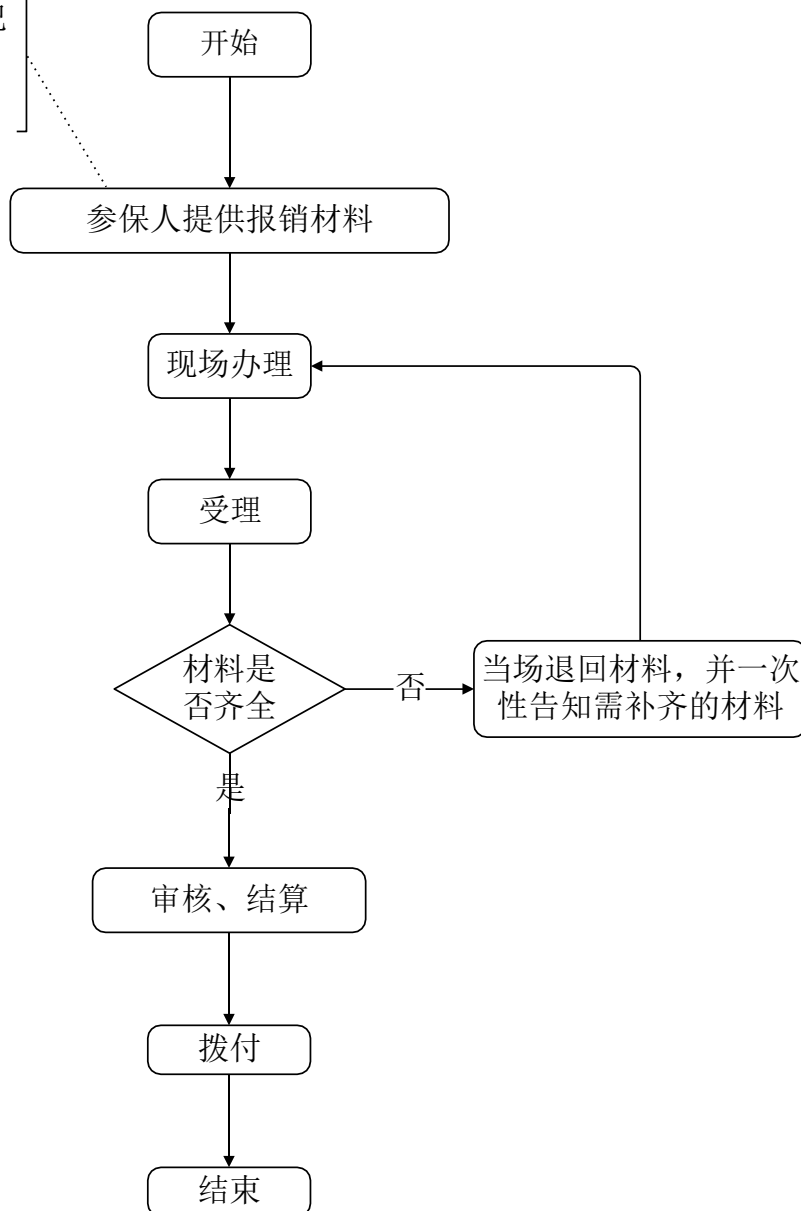 开始
参保人提供报销材料
现场办理
受理
材料是
否齐全
否
当场退回材料，并一次
性告知需补齐的材料
是
审核、结算
拨付
结束